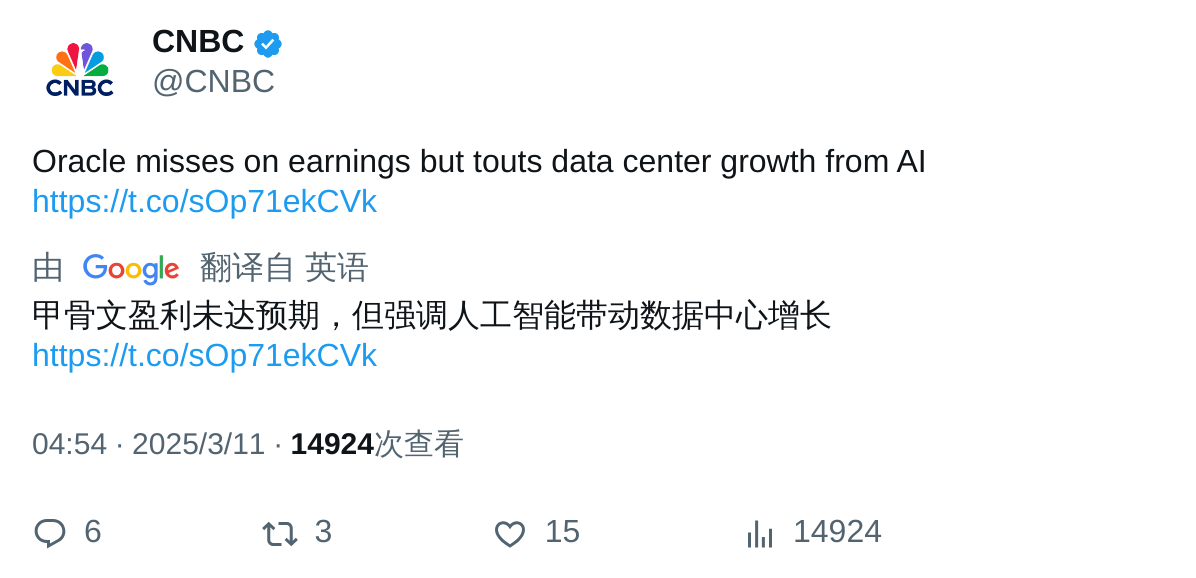 CNBC
CNBC
@CNBC
Oracle misses on earnings but touts data center growth from AI
https://t.co/sOp71ekCVk
由 Google 翻译自 英语
甲骨文盈利未达预期，但强调人工智能带动数据中心增长
https://t.co/sOp71ekCVk
04:54 · 2025/3/11 · 14924次查看
6 3 15 14924